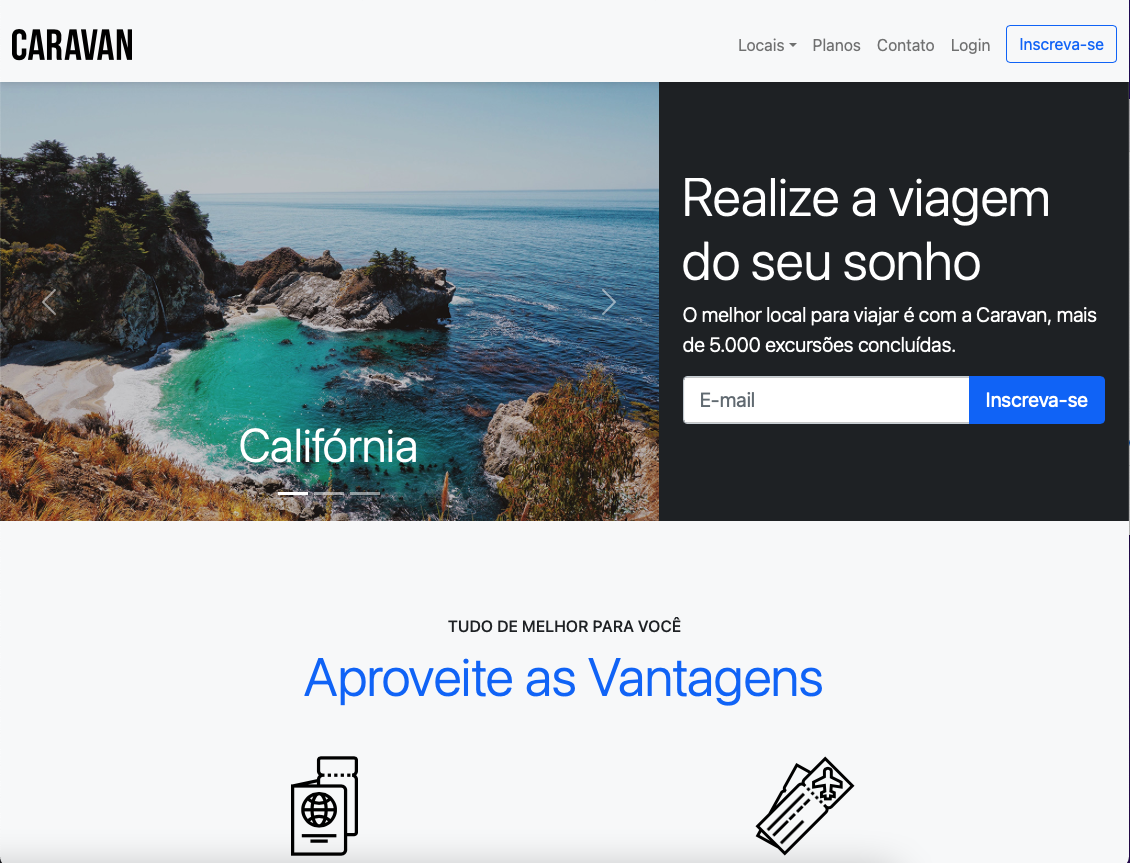 CARAVAN
Locais Planos Contato Login Inscreva-se
Realize a viagem
do seu sonho
O melhor local para viajar é com a Caravan, mais
de 5.000 excursões concluídas.
E-mail Inscreva-se
Califórnia
TUDO DE MELHOR PARA VOCÊ
Aproveite as Vantagens